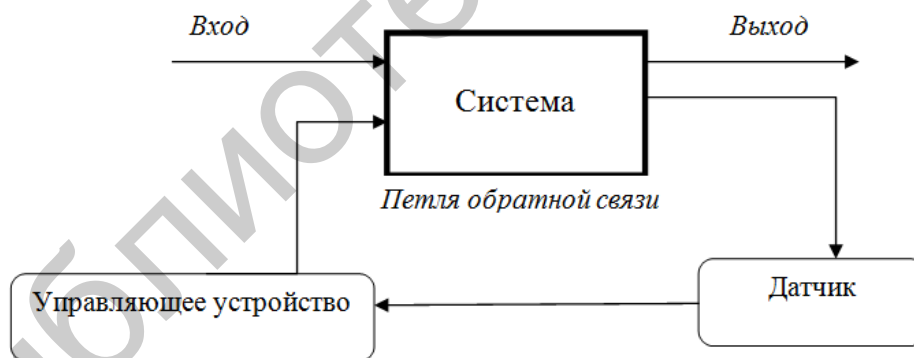 Вход
Выход
Система
Петля обратной связи
Управляющее устройство
Датчик